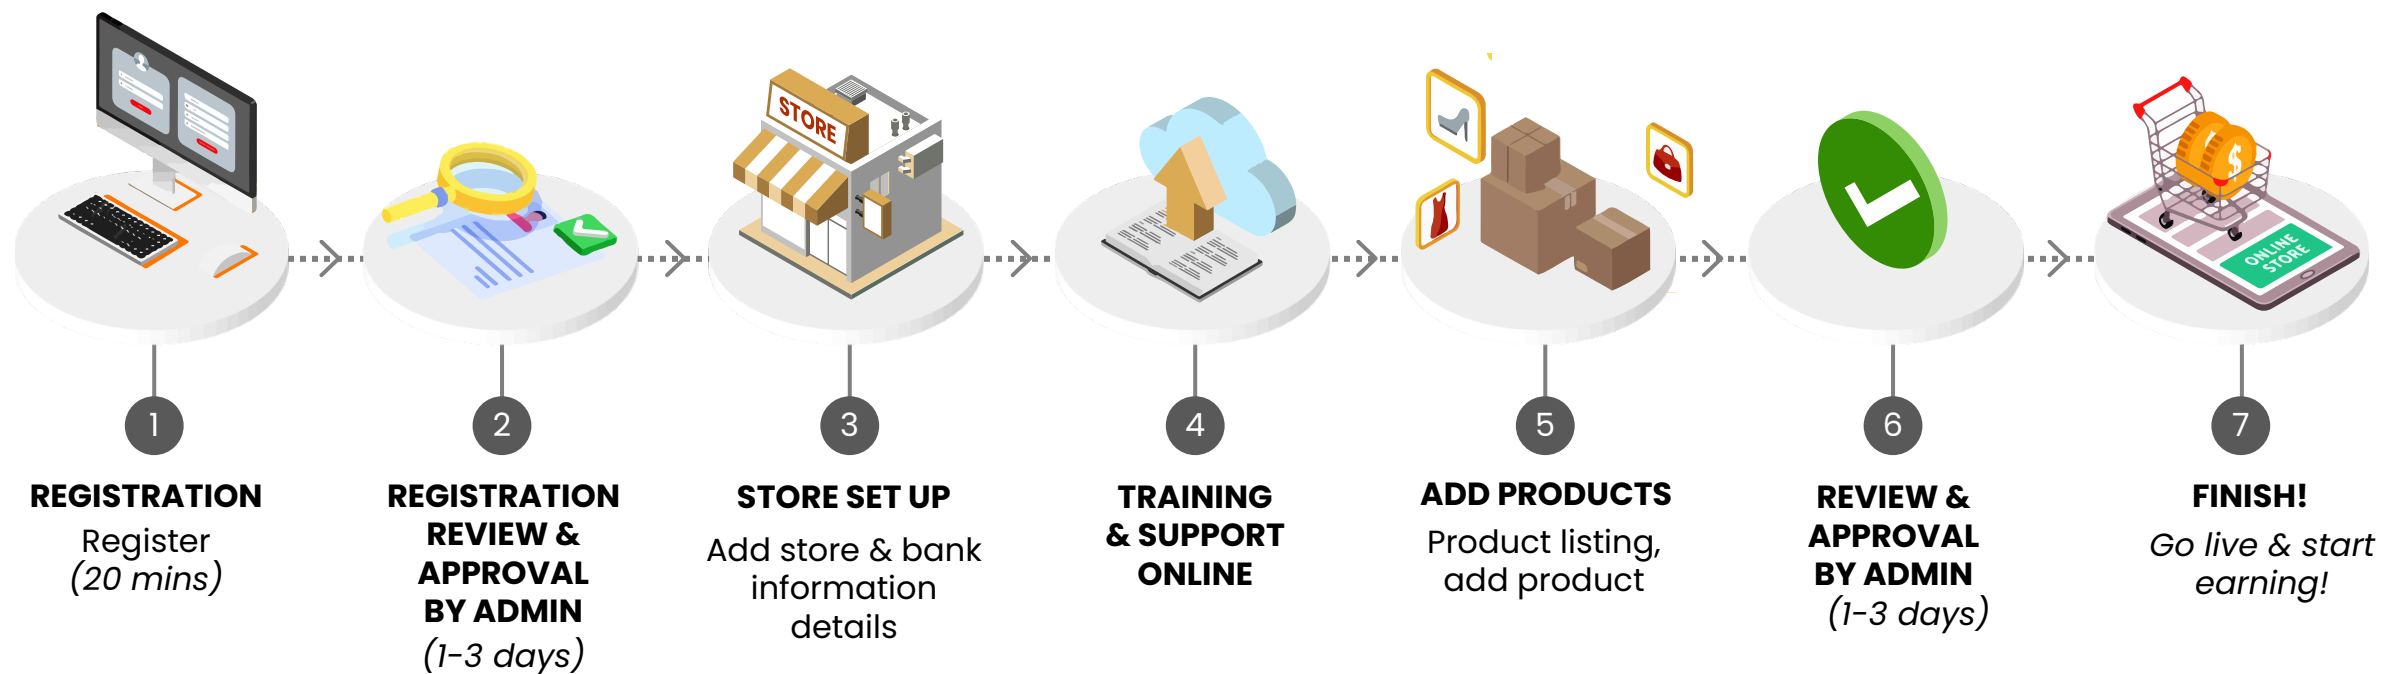 STORE
ONLINE
STORE
1
REGISTRATION
Register
(20 mins)
2
REGISTRATION
REVIEW &
APPROVAL
BY ADMIN
(1-3 days)
3
STORE SET UP
Add store & bank
information
details
4
TRAINING
& SUPPORT
ONLINE
5
ADD PRODUCTS
Product listing,
add product
6
REVIEW &
APPROVAL
BY ADMIN
(1-3 days)
7
FINISH!
Go live & start
earning!